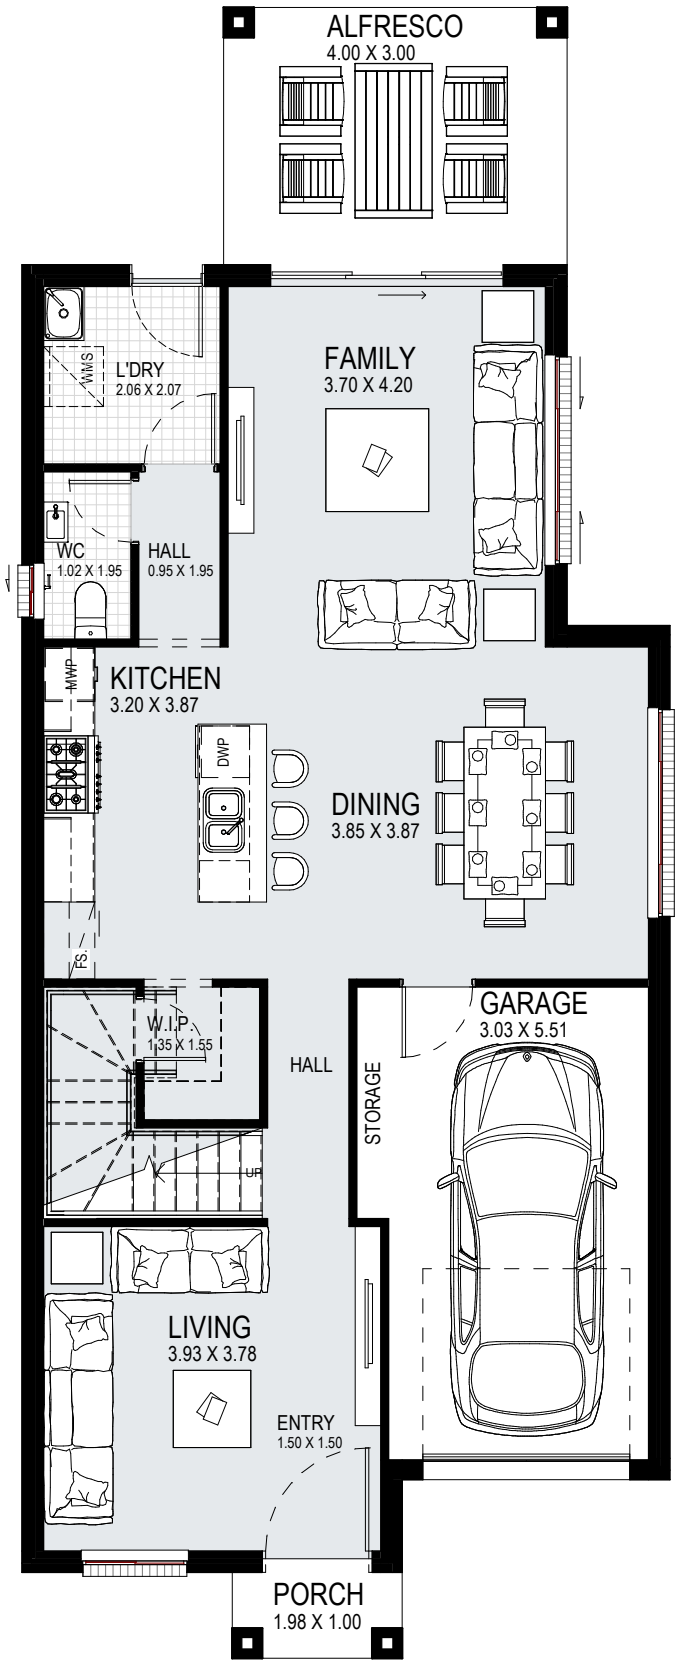 ALFRESCO
4.00 X 3.00
FAMILY
3.70 X 4.20
L'DRY
2.06 X 2.07
WMS
WC
1.02 X 1.95
HALL
0.95 X 1.95
MWP
KITCHEN
3.20 X 3.87
DWP
DINING
3.85 X 3.87
FS.
W.I.P.
1.35 X 1.55
HALL
GARAGE
3.03 X 5.51
STORAGE
UP
LIVING
3.93 X 3.78
ENTRY
1.50 X 1.50
PORCH
1.98 X 1.00